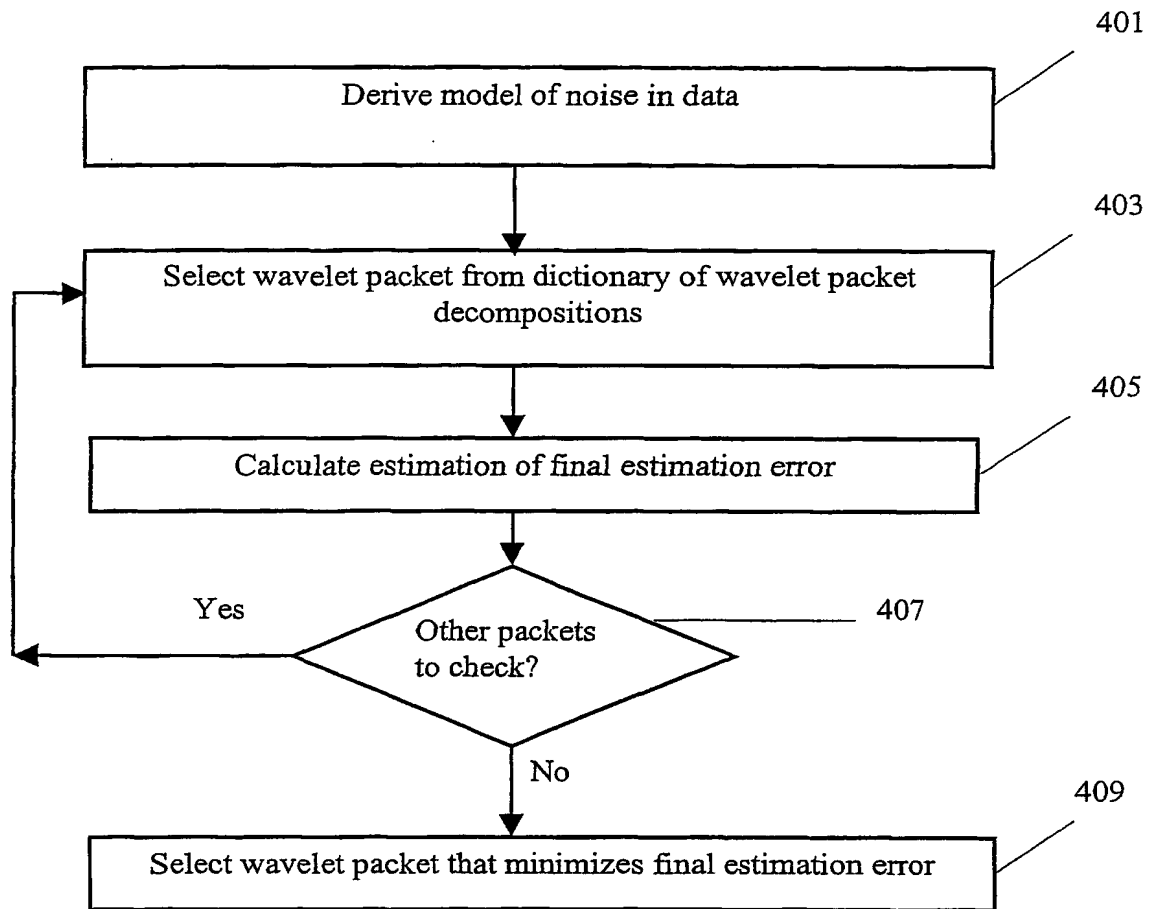 401
Derive model of noise in data
403
Select wavelet packet from dictionary of wavelet packet
decompositions
405
Calculate estimation of final estimation error
Yes
407
Other packets
to check?
No
409
Select wavelet packet that minimizes final estimation error